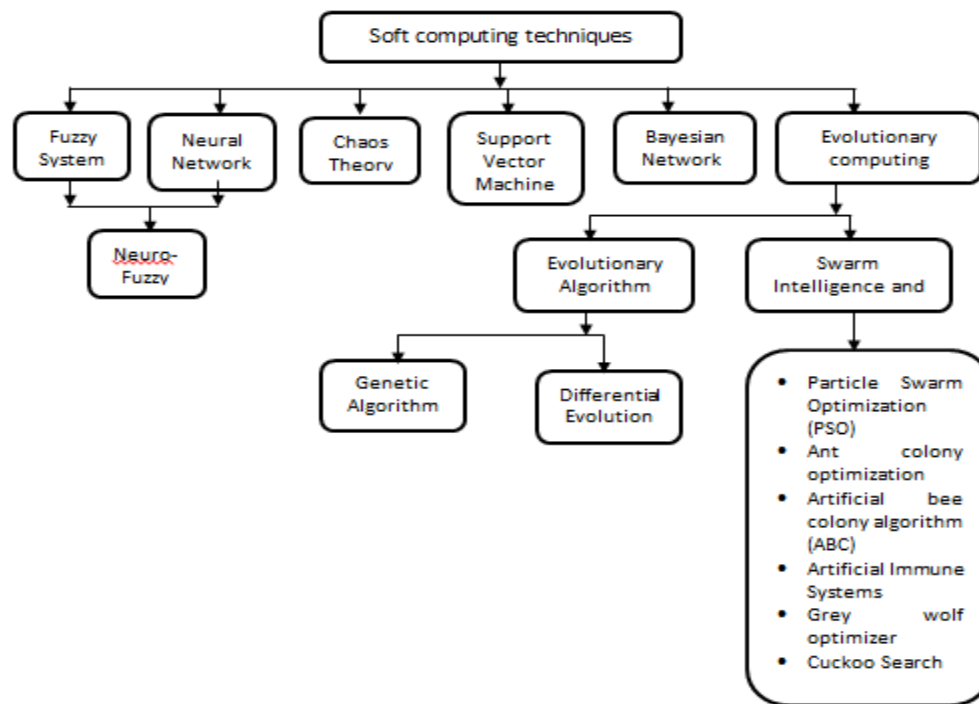 Soft computing techniques
Fuzzy
System
Neural
Network
Chaos
Theory
Support
Vector
Machine
Bayesian
Network
Evolutionary
computing
Neuro-
Fuzzy
Evolutionary
Algorithm
Swarm
Intelligence and
Genetic
Algorithm
Differential
Evolution
• Particle Swarm
Optimization
(PSO)
• Ant colony
optimization
• Artificial bee
colony algorithm
(ABC)
• Artificial Immune
Systems
• Grey wolf
optimizer
• Cuckoo Search